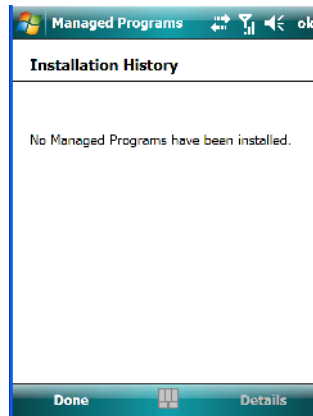 Managed Programs ok
Installation History
No Managed Programs have been installed.
Done Details